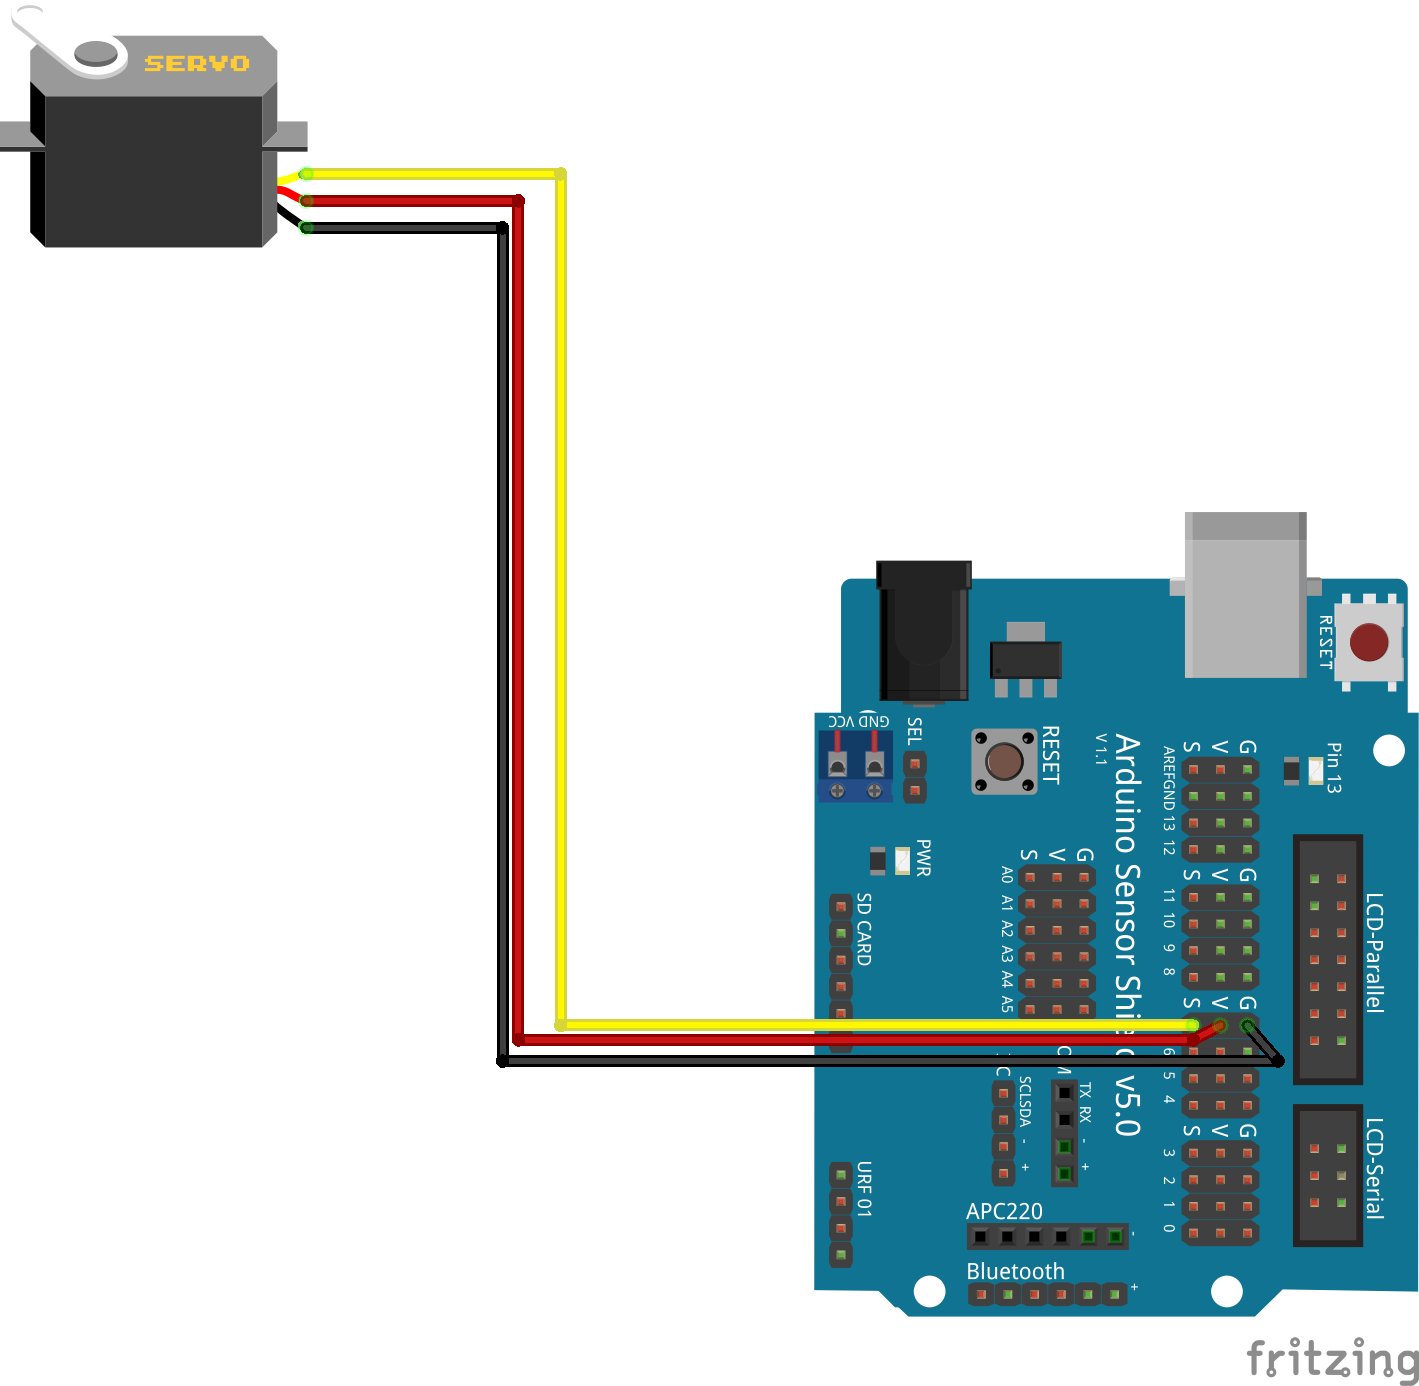 SERVO
RESET
GND VCC
SEL
RESET
V 1.1
Arduino Sensor Shi
v5.0
S V G
AREF
GND
13
12
Pin 13
PWR
S V G
A0
A1
A2
A3
A4
A5
S V G
11
10
9
8
SD CARD
LCD-Parallel
S V G
6
5
4
C
M
SCL
SDA
-
+
TX
RX
-
+
S V G
3
2
1
0
LCD-Serial
URF 01
APC220
-
Bluetooth
+
fritzing